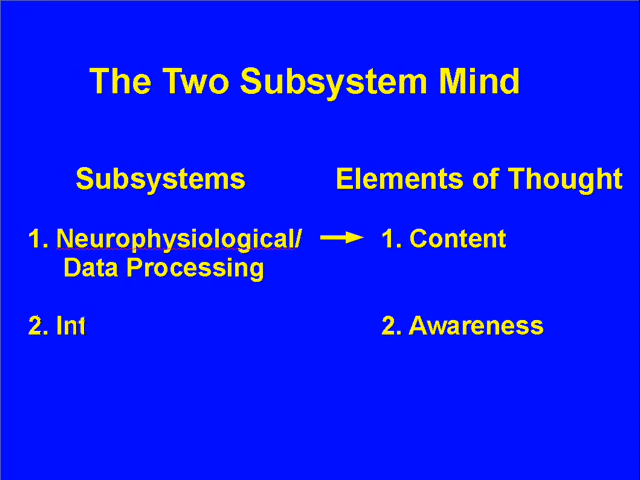 The Two Subsystem Mind
Subsystems
Elements of Thought
1. Neurophysiological/
Data Processing
1. Content
2. Int
2. Awareness